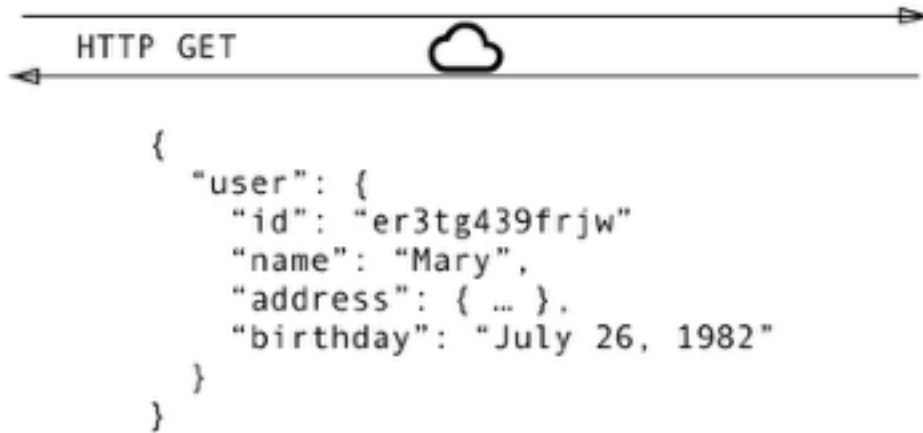 HTTP GET
{
“user”: {
“id”: “er3tg439frjw”
“name”: “Mary”,
“address”: { … },
“birthday”: “July 26, 1982”
}
}